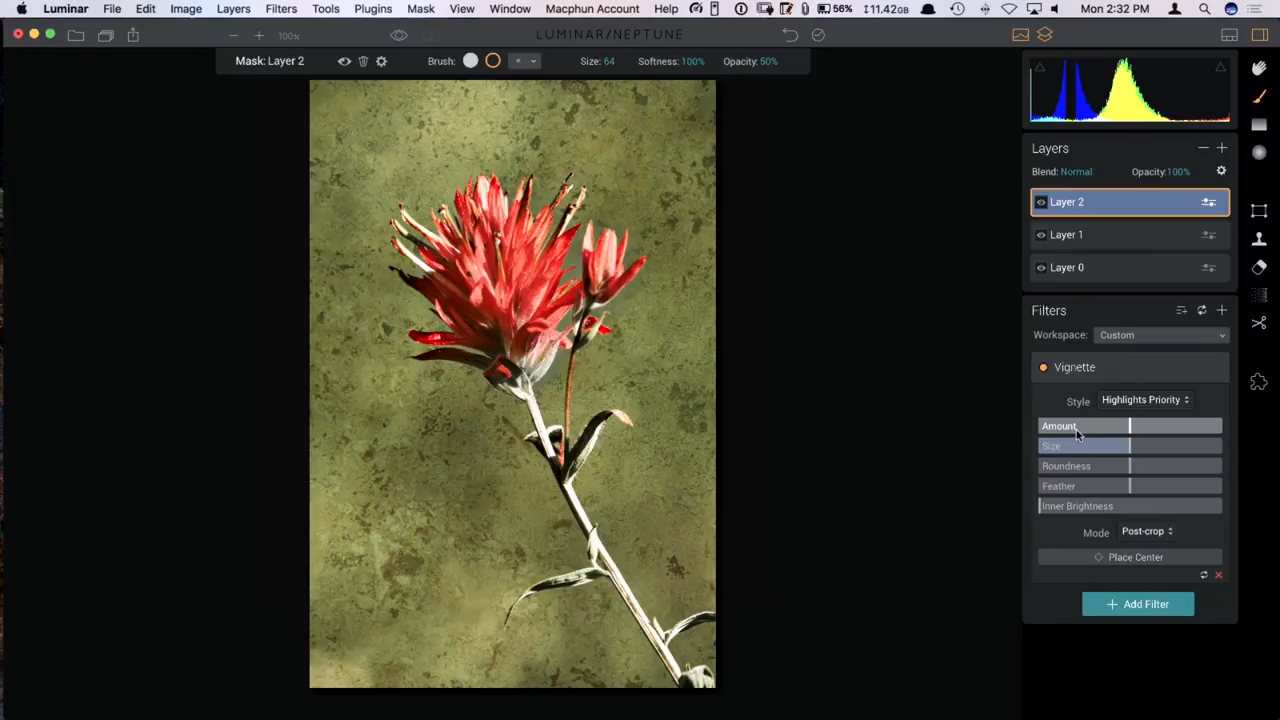 Luminar File Edit Image Layers Filters Tools Plugins Mask View Window Macphun Account Help 56% 11.42GB Mon 2:32 PM
100% LUMINAR/NEPTUNE
Mask: Layer 2 Brush: Size: 64 Softness: 100% Opacity: 50%
Layers
Blend: Normal Opacity: 100%
Layer 2
Layer 1
Layer 0
Filters
Workspace: Custom
Vignette
Style Highlights Priority
Amount
Size
Roundness
Feather
Inner Brightness
Mode Post-crop
Place Center
+ Add Filter